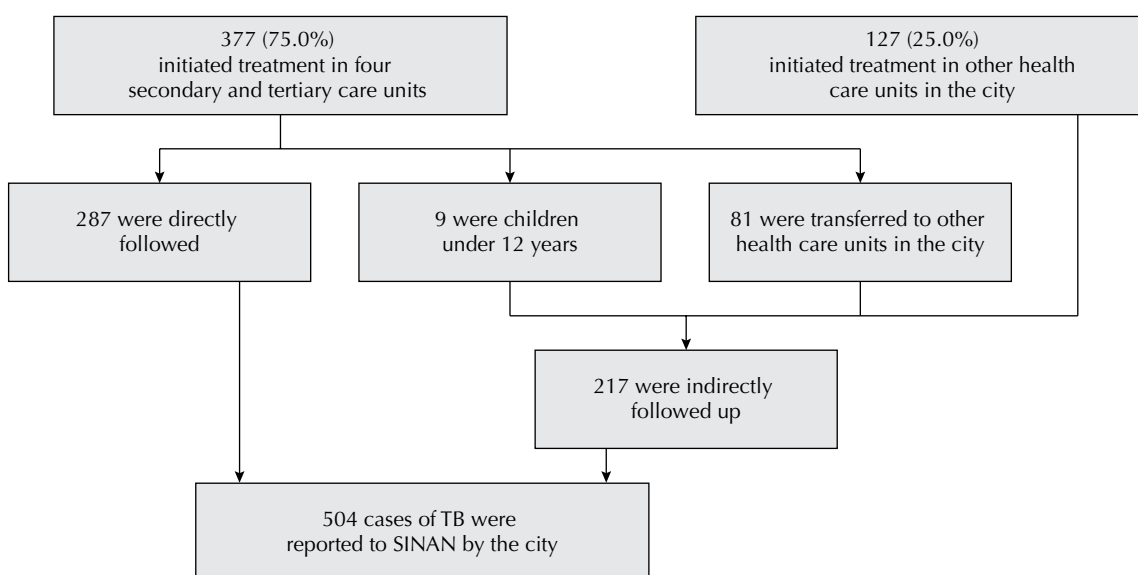 377 (75.0%)
initiated treatment in four
secondary and tertiary care units
127 (25.0%)
initiated treatment in other health
care units in the city
287 were directly
followed
9 were children
under 12 years
81 were transferred to other
health care units in the city
217 were indirectly
followed up
504 cases of TB were
reported to SINAN by the city